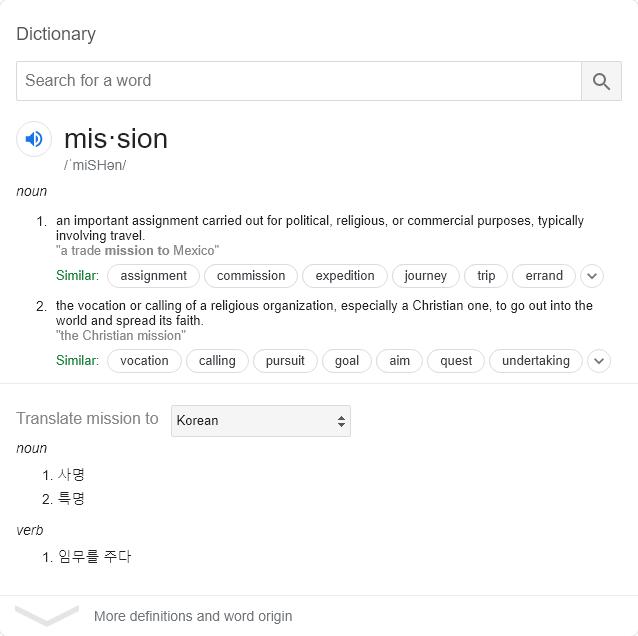 Dictionary
Search for a word
mis·sion
/ˈmiSHən/
noun
1. an important assignment carried out for political, religious, or commercial purposes, typically
involving travel.
"a trade mission to Mexico"
Similar: assignment commission expedition journey trip errand
2. the vocation or calling of a religious organization, especially a Christian one, to go out into the
world and spread its faith.
"the Christian mission"
Similar: vocation calling pursuit goal aim quest undertaking
Translate mission to Korean
noun
1. 사명
2. 특명
verb
1. 임무를 주다
More definitions and word origin